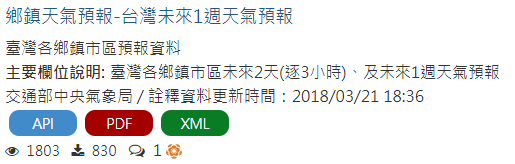 鄉鎮天氣預報-台灣未來1週天氣預報
臺灣各鄉鎮市區預報資料
主要欄位說明: 臺灣各鄉鎮市區未來2天(逐3小時)、及未來1週天氣預報
交通部中央氣象局 / 詮釋資料更新時間：2018/03/21 18:36
API PDF XML
1803 830 1